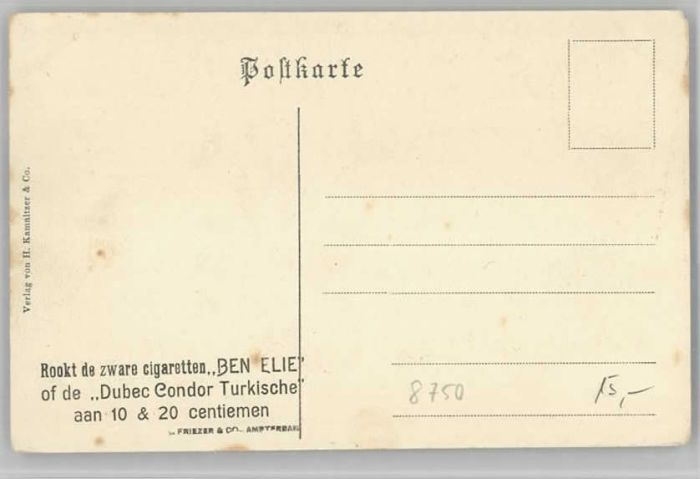 Postkarte
Verlag von H. Kamnitzer & Co.
Rookt de zware cigaretten „BEN ELIE"
of de „Dubec Condor Turkische"
aan 10 & 20 centiemen
FRIEZER & CO. AMSTERDAM
8750
15,-